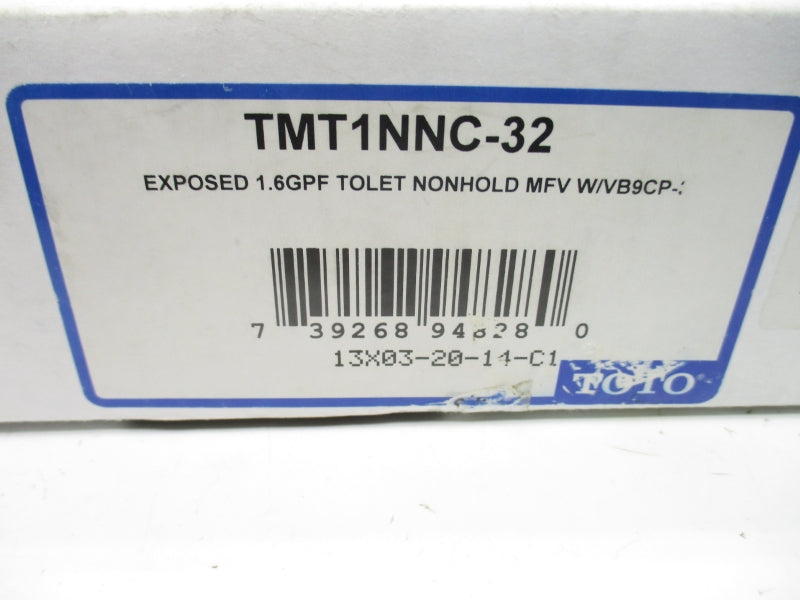 TMT1NNC-32
EXPOSED 1.6GPF TOLET NONHOLD MFV W/VB9CP-
7 39268 94828 0
13X03-20-14-C1
TOTO